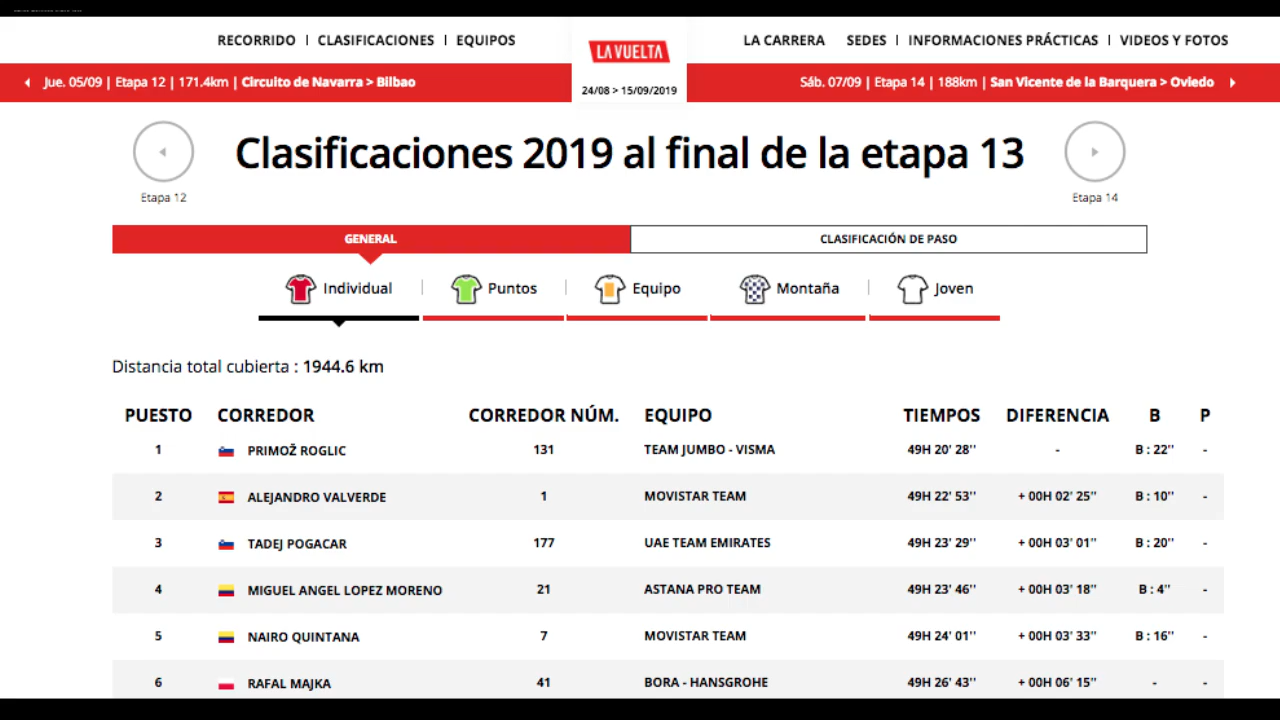 RECORRIDO | CLASIFICACIONES | EQUIPOS
LA VUELTA
LA CARRERA SEDES | INFORMACIONES PRÁCTICAS | VIDEOS Y FOTOS
Jue. 05/09 | Etapa 12 | 171.4km | Circuito de Navarra > Bilbao
24/08 > 15/09/2019
Sáb. 07/09 | Etapa 14 | 188km | San Vicente de la Barquera > Oviedo
Clasificaciones 2019 al final de la etapa 13
Etapa 12
Etapa 14
GENERAL
CLASIFICACIÓN DE PASO
Individual | Puntos | Equipo Montaña | Joven
Distancia total cubierta : 1944.6 km
PUESTO CORREDOR CORREDOR NÚM. EQUIPO TIEMPOS DIFERENCIA B P
1 PRIMOŽ ROGLIC 131 TEAM JUMBO - VISMA 49H 20' 28'' - B : 22'' -
2 ALEJANDRO VALVERDE 1 MOVISTAR TEAM 49H 22' 53'' + 00H 02' 25'' B : 10'' -
3 TADEJ POGACAR 177 UAE TEAM EMIRATES 49H 23' 29'' + 00H 03' 01'' B : 20'' -
4 MIGUEL ANGEL LOPEZ MORENO 21 ASTANA PRO TEAM 49H 23' 46'' + 00H 03' 18'' B : 4'' -
5 NAIRO QUINTANA 7 MOVISTAR TEAM 49H 24' 01'' + 00H 03' 33'' B : 16'' -
6 RAFAL MAJKA 41 BORA - HANSGROHE 49H 26' 43'' + 00H 06' 15'' - -